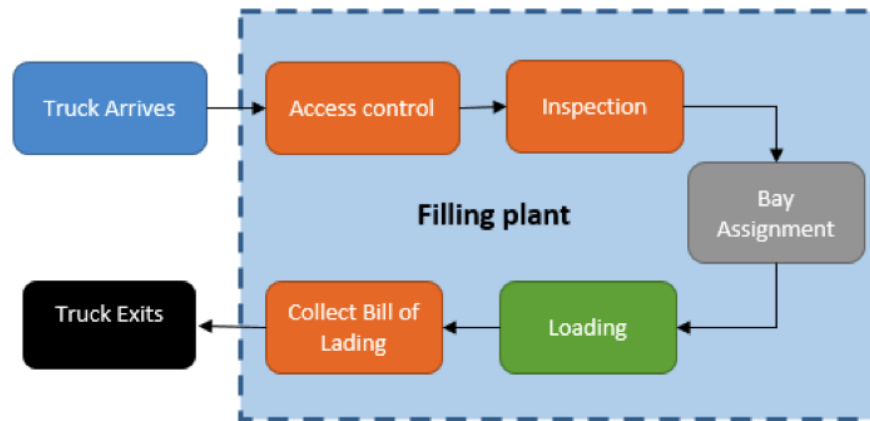 Truck Arrives
Access control
Inspection
Bay
Assignment
Filling plant
Truck Exits
Collect Bill of
Lading
Loading